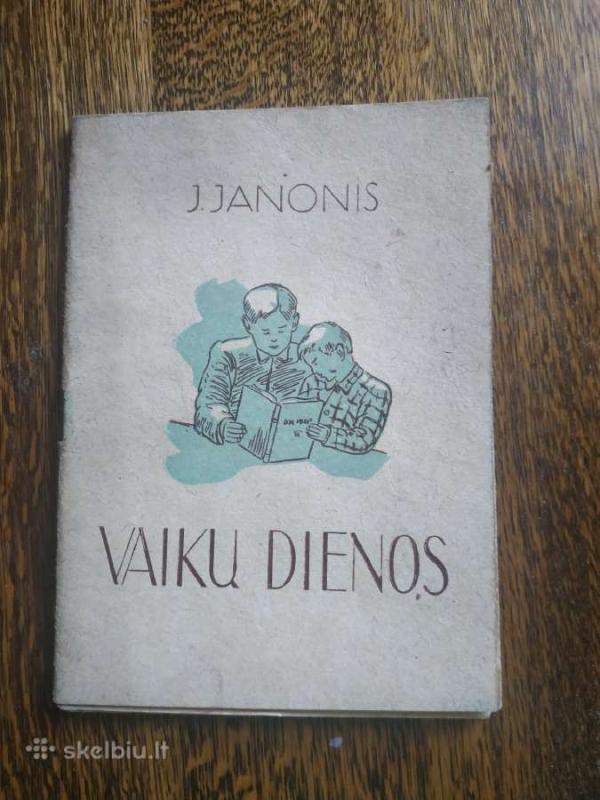 J. JANONIS
VAIKŲ DIENOS
skelbiu.lt